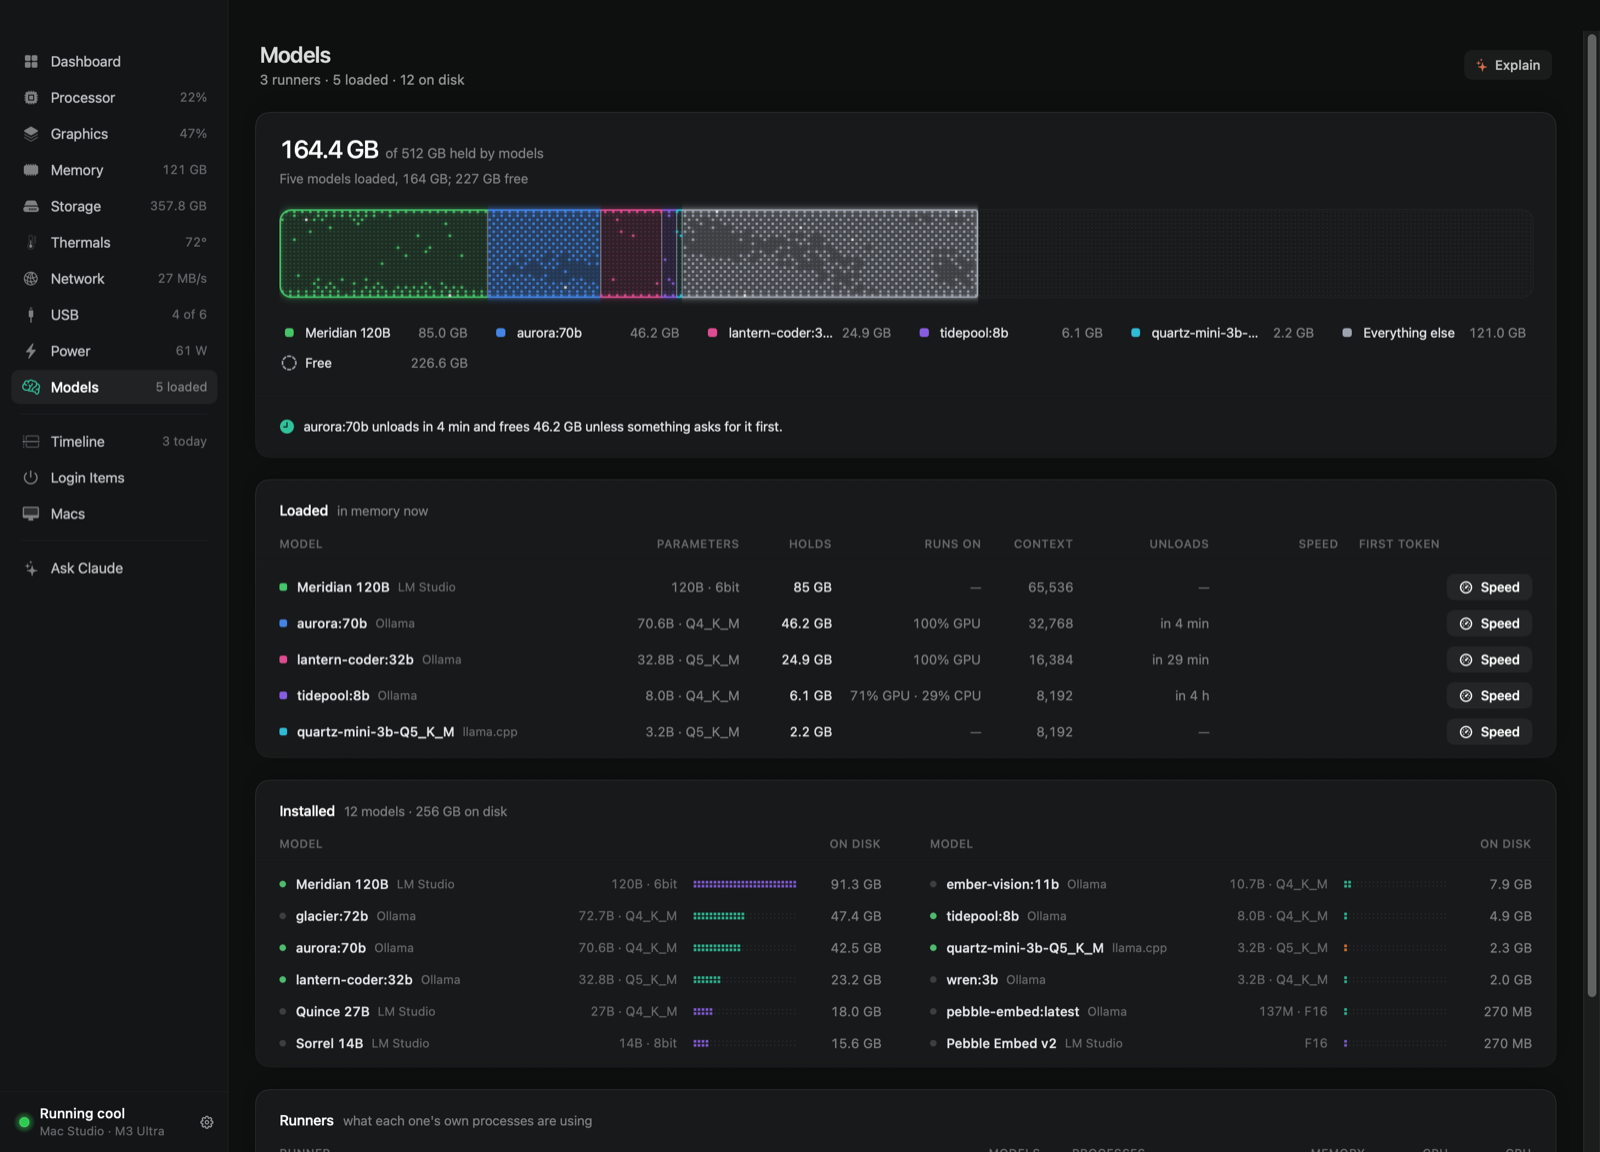 Dashboard
Processor 22%
Graphics 47%
Memory 121 GB
Storage 357.8 GB
Thermals 72°
Network 27 MB/s
USB 4 of 6
Power 61 W
Models 5 loaded
Timeline 3 today
Login Items
Macs
Ask Claude
Running cool
Mac Studio · M3 Ultra
Models
3 runners · 5 loaded · 12 on disk
Explain
164.4 GB of 512 GB held by models
Five models loaded, 164 GB; 227 GB free
Meridian 120B 85.0 GB aurora:70b 46.2 GB lantern-coder:3... 24.9 GB tidepool:8b 6.1 GB quartz-mini-3b-... 2.2 GB Everything else 121.0 GB
Free 226.6 GB
aurora:70b unloads in 4 min and frees 46.2 GB unless something asks for it first.
Loaded in memory now
MODEL PARAMETERS HOLDS RUNS ON CONTEXT UNLOADS SPEED FIRST TOKEN
Meridian 120B LM Studio 120B · 6bit 85 GB — 65,536 — Speed
aurora:70b Ollama 70.6B · Q4_K_M 46.2 GB 100% GPU 32,768 in 4 min Speed
lantern-coder:32b Ollama 32.8B · Q5_K_M 24.9 GB 100% GPU 16,384 in 29 min Speed
tidepool:8b Ollama 8.0B · Q4_K_M 6.1 GB 71% GPU · 29% CPU 8,192 in 4 h Speed
quartz-mini-3b-Q5_K_M llama.cpp 3.2B · Q5_K_M 2.2 GB — 8,192 — Speed
Installed 12 models · 256 GB on disk
MODEL ON DISK MODEL ON DISK
Meridian 120B LM Studio 120B · 6bit 91.3 GB ember-vision:11b Ollama 10.7B · Q4_K_M 7.9 GB
glacier:72b Ollama 72.7B · Q4_K_M 47.4 GB tidepool:8b Ollama 8.0B · Q4_K_M 4.9 GB
aurora:70b Ollama 70.6B · Q4_K_M 42.5 GB quartz-mini-3b-Q5_K_M llama.cpp 3.2B · Q5_K_M 2.3 GB
lantern-coder:32b Ollama 32.8B · Q5_K_M 23.2 GB wren:3b Ollama 3.2B · Q4_K_M 2.0 GB
Quince 27B LM Studio 27B · Q4_K_M 18.0 GB pebble-embed:latest Ollama 137M · F16 270 MB
Sorrel 14B LM Studio 14B · 8bit 15.6 GB Pebble Embed v2 LM Studio F16 270 MB
Runners what each one's own processes are using
RUNNER MODELS PROCESSES MEMORY CPU GPU